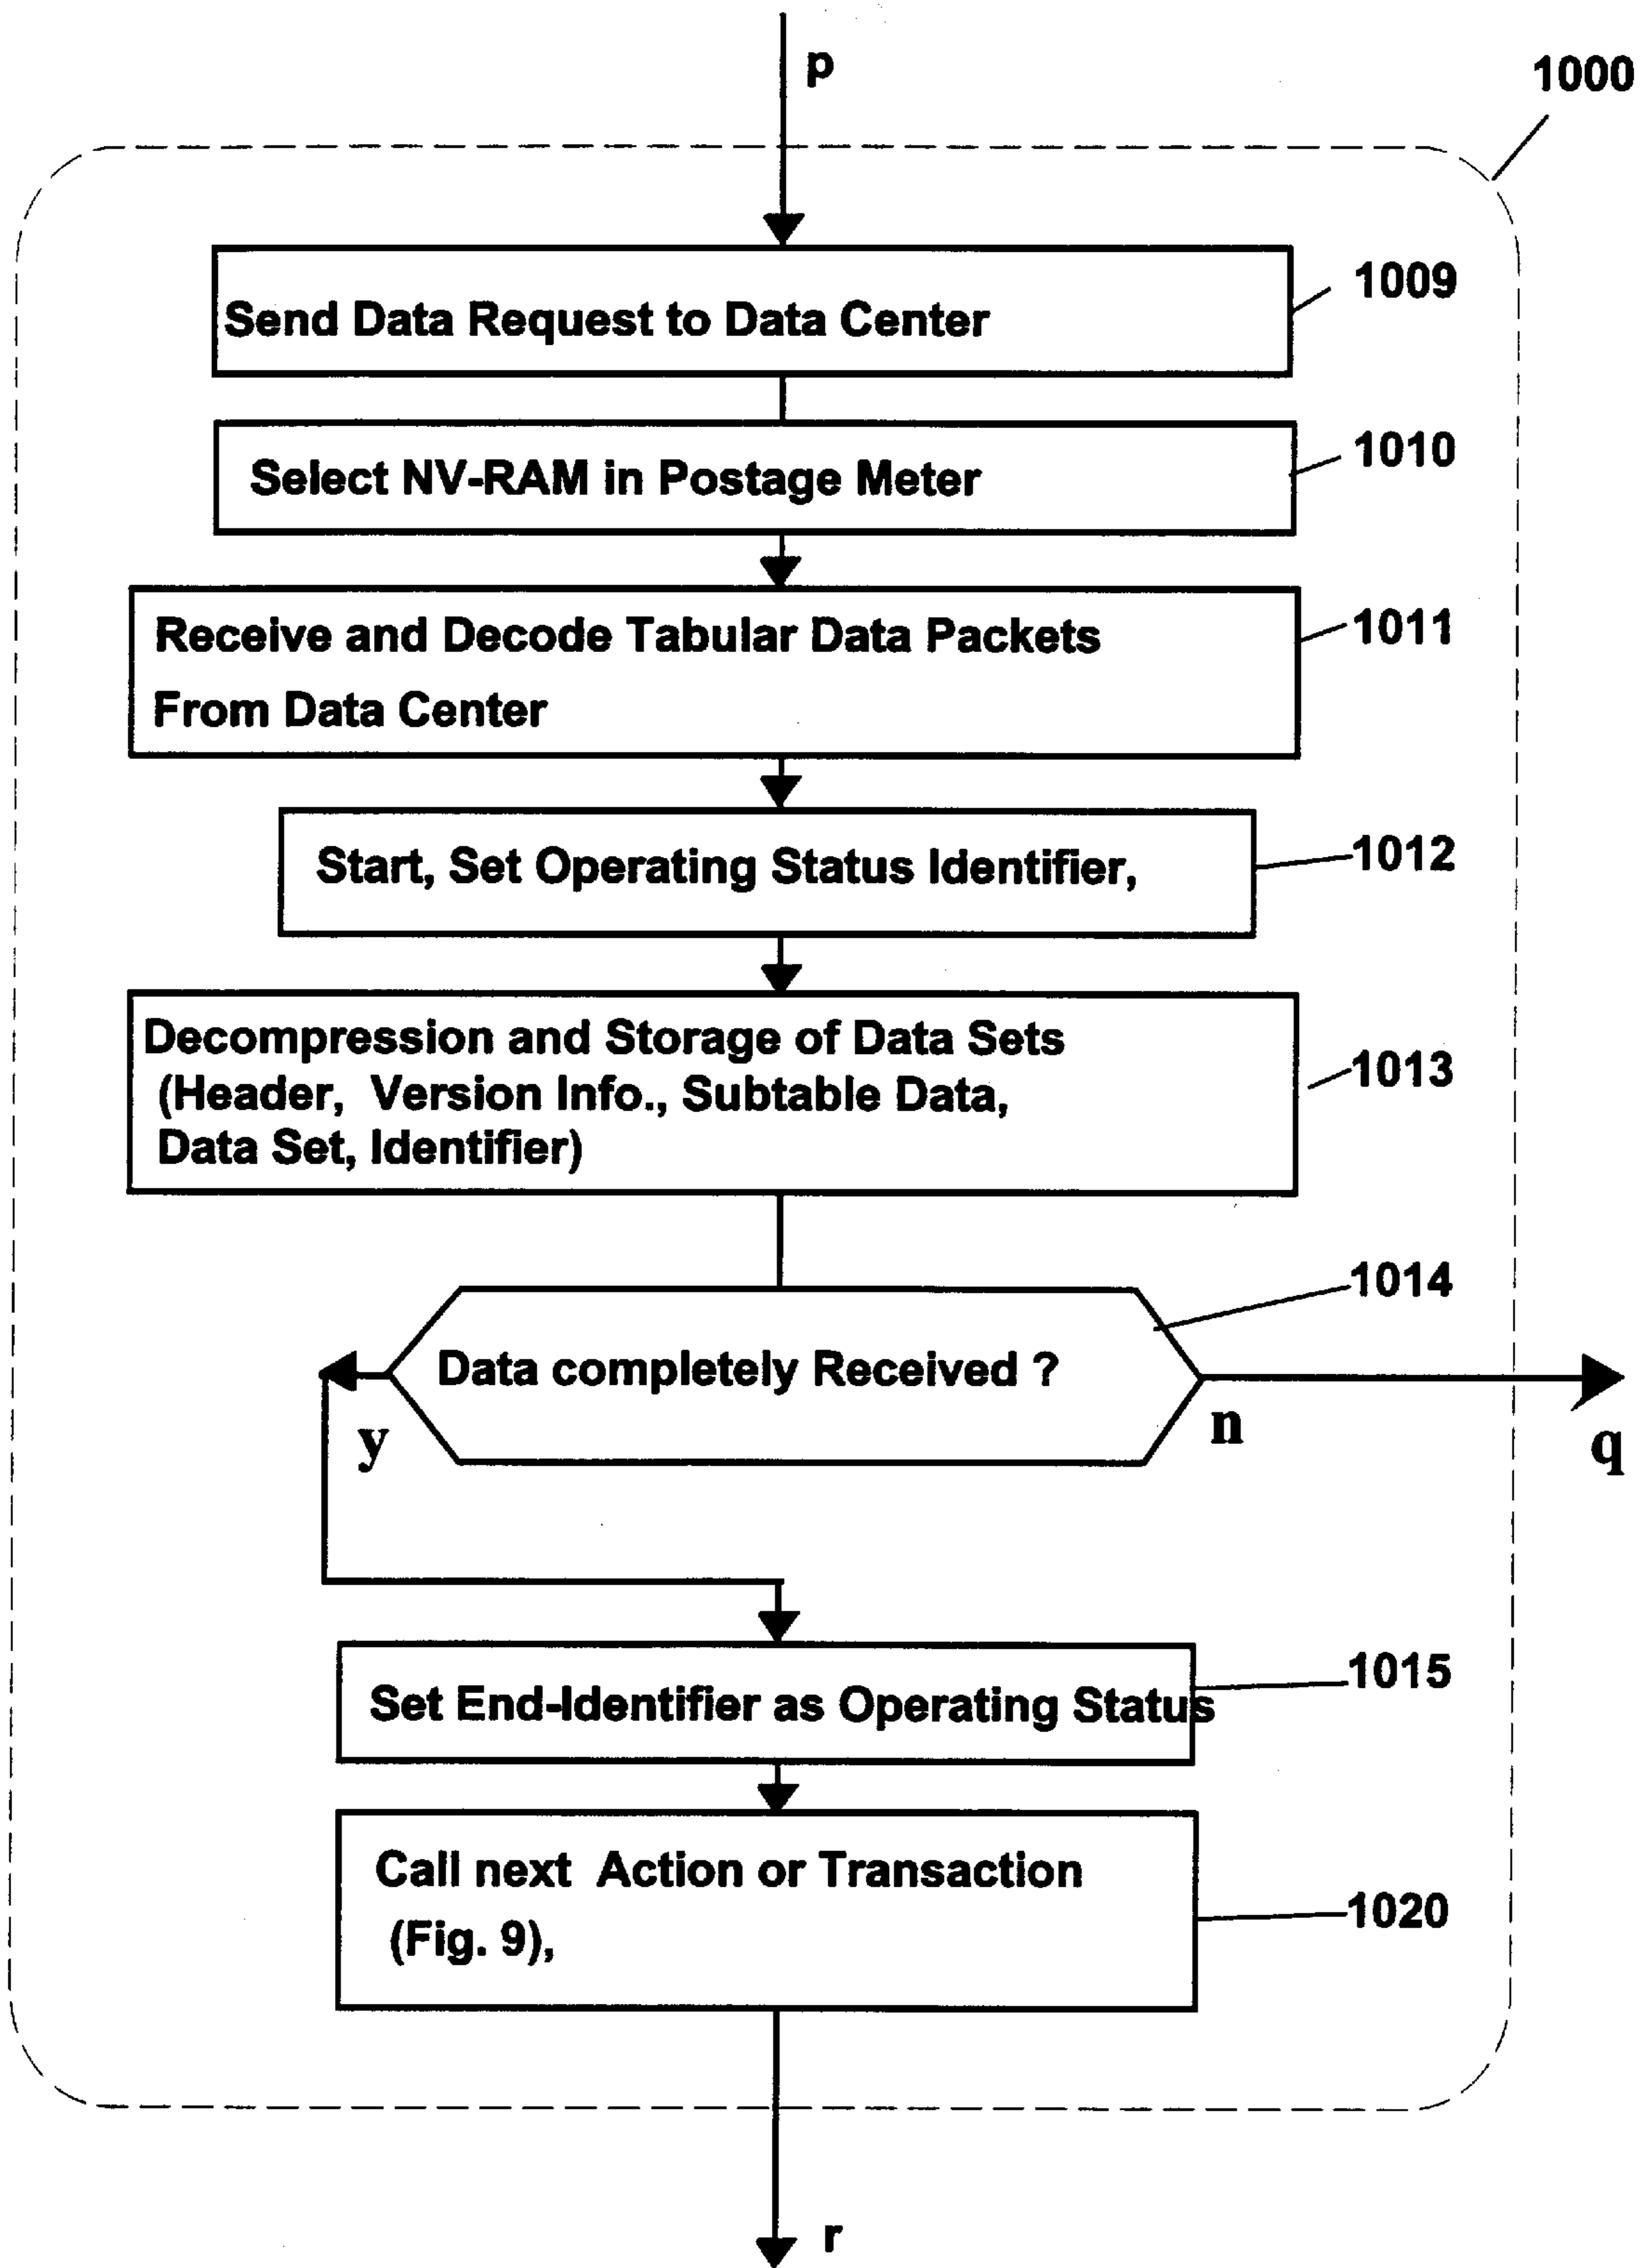 p
1000
Send Data Request to Data Center
1009
Select NV-RAM in Postage Meter
1010
Receive and Decode Tabular Data Packets
From Data Center
1011
Start, Set Operating Status Identifier,
1012
Decompression and Storage of Data Sets
(Header, Version Info., Subtable Data,
Data Set, Identifier)
1013
1014
Data completely Received ?
y
n
q
Set End-Identifier as Operating Status
1015
Call next Action or Transaction
(Fig. 9),
1020
r